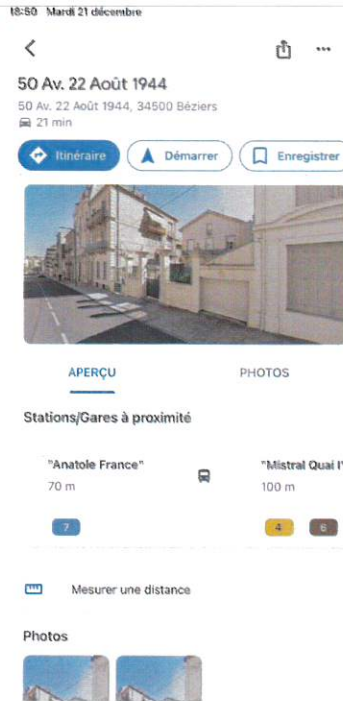 18:50 Mardi 21 décembre
50 Av. 22 Août 1944
50 Av. 22 Août 1944, 34500 Béziers
21 min
Itinéraire
Démarrer
Enregistrer
APERÇU
PHOTOS
Stations/Gares à proximité
"Anatole France"
"Mistral Quai I"
70 m
100 m
7
4
6
Mesurer une distance
Photos